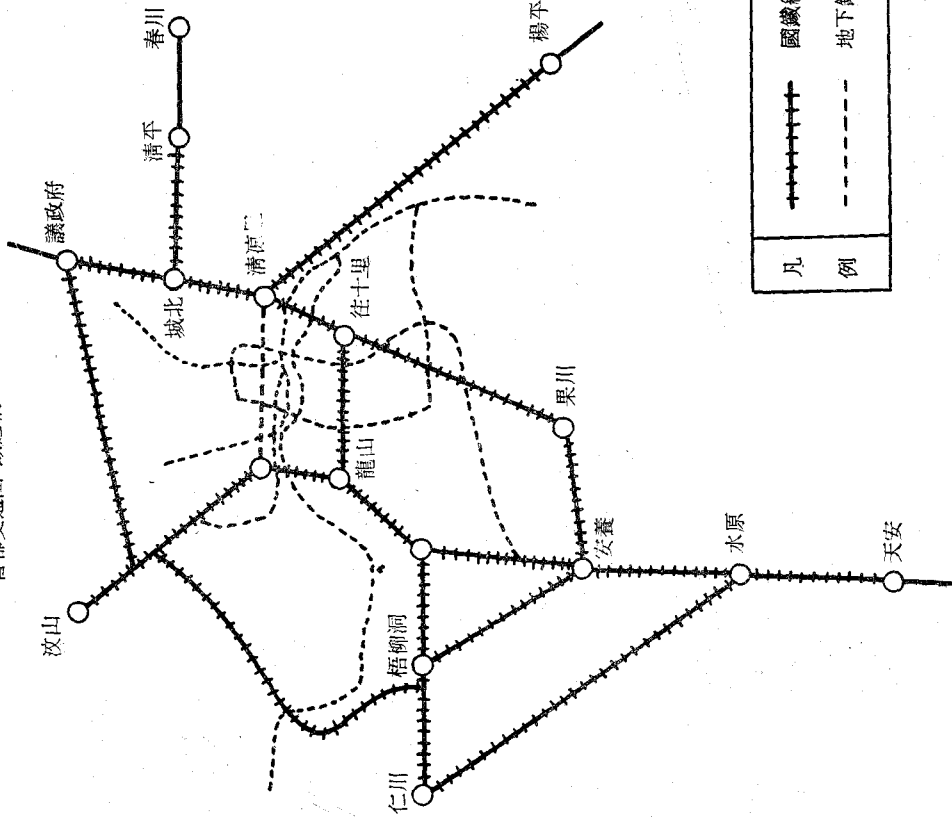 春川
淸平
楊平
議政府
城北
往十里
汶山
龍山
果川
梧柳洞
安養
仁川
水原
天安
凡例
國鐵
地下